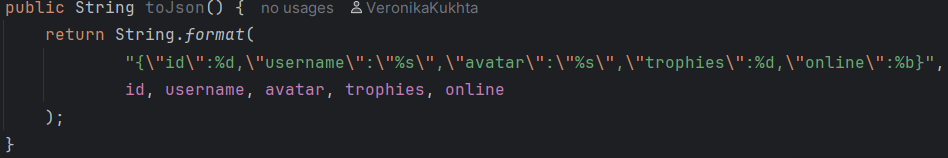 public String toJson() { no usages VeronikaKukhta
return String.format(
"{\"id\":%d,\"username\":\"%s\",\"avatar\":\"%s\",\"trophies\":%d,\"online\":%b}",
id, username, avatar, trophies, online
);
}